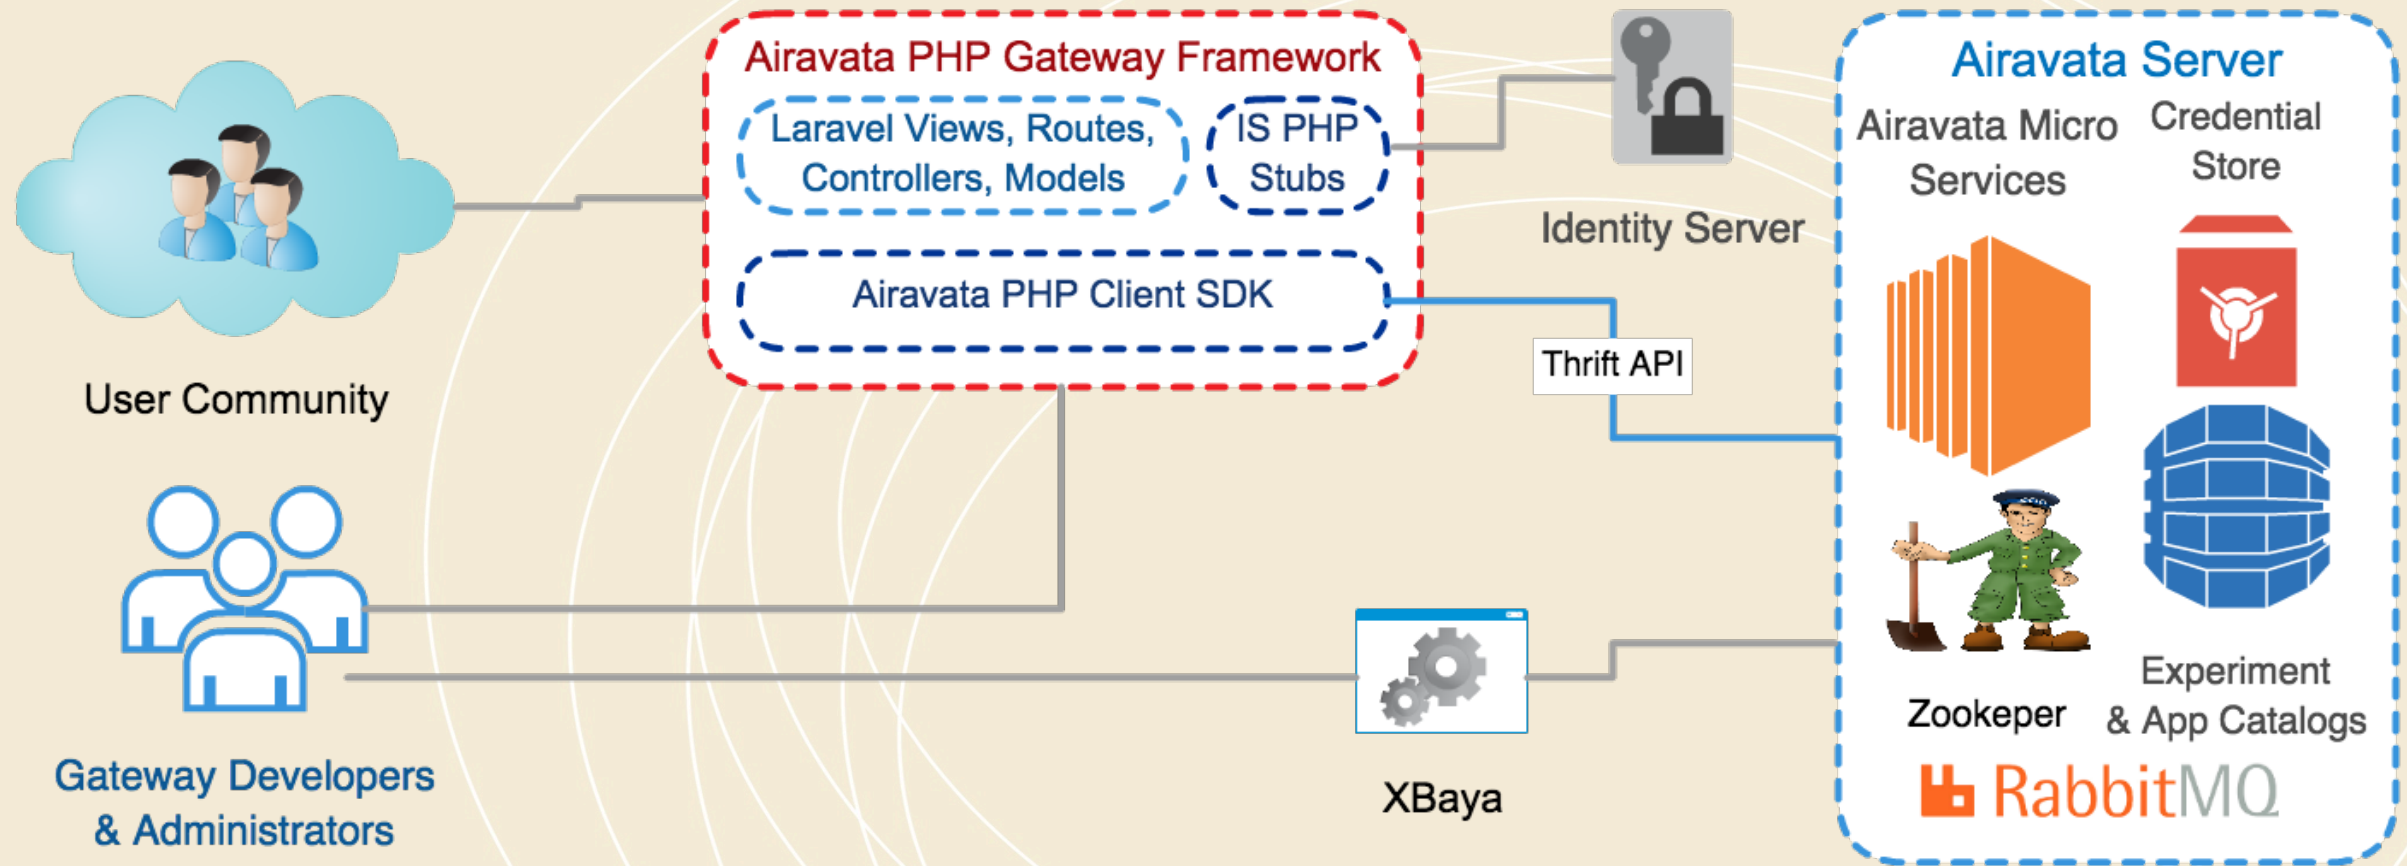 Airavata PHP Gateway Framework
Laravel Views, Routes,
Controllers, Models
IS PHP
Stubs
Airavata PHP Client SDK
User Community
Gateway Developers
& Administrators
Identity Server
Thrift API
XBaya
Airavata Server
Airavata Micro
Services
Credential
Store
Zookeper
Experiment
& App Catalogs
RabbitMQ